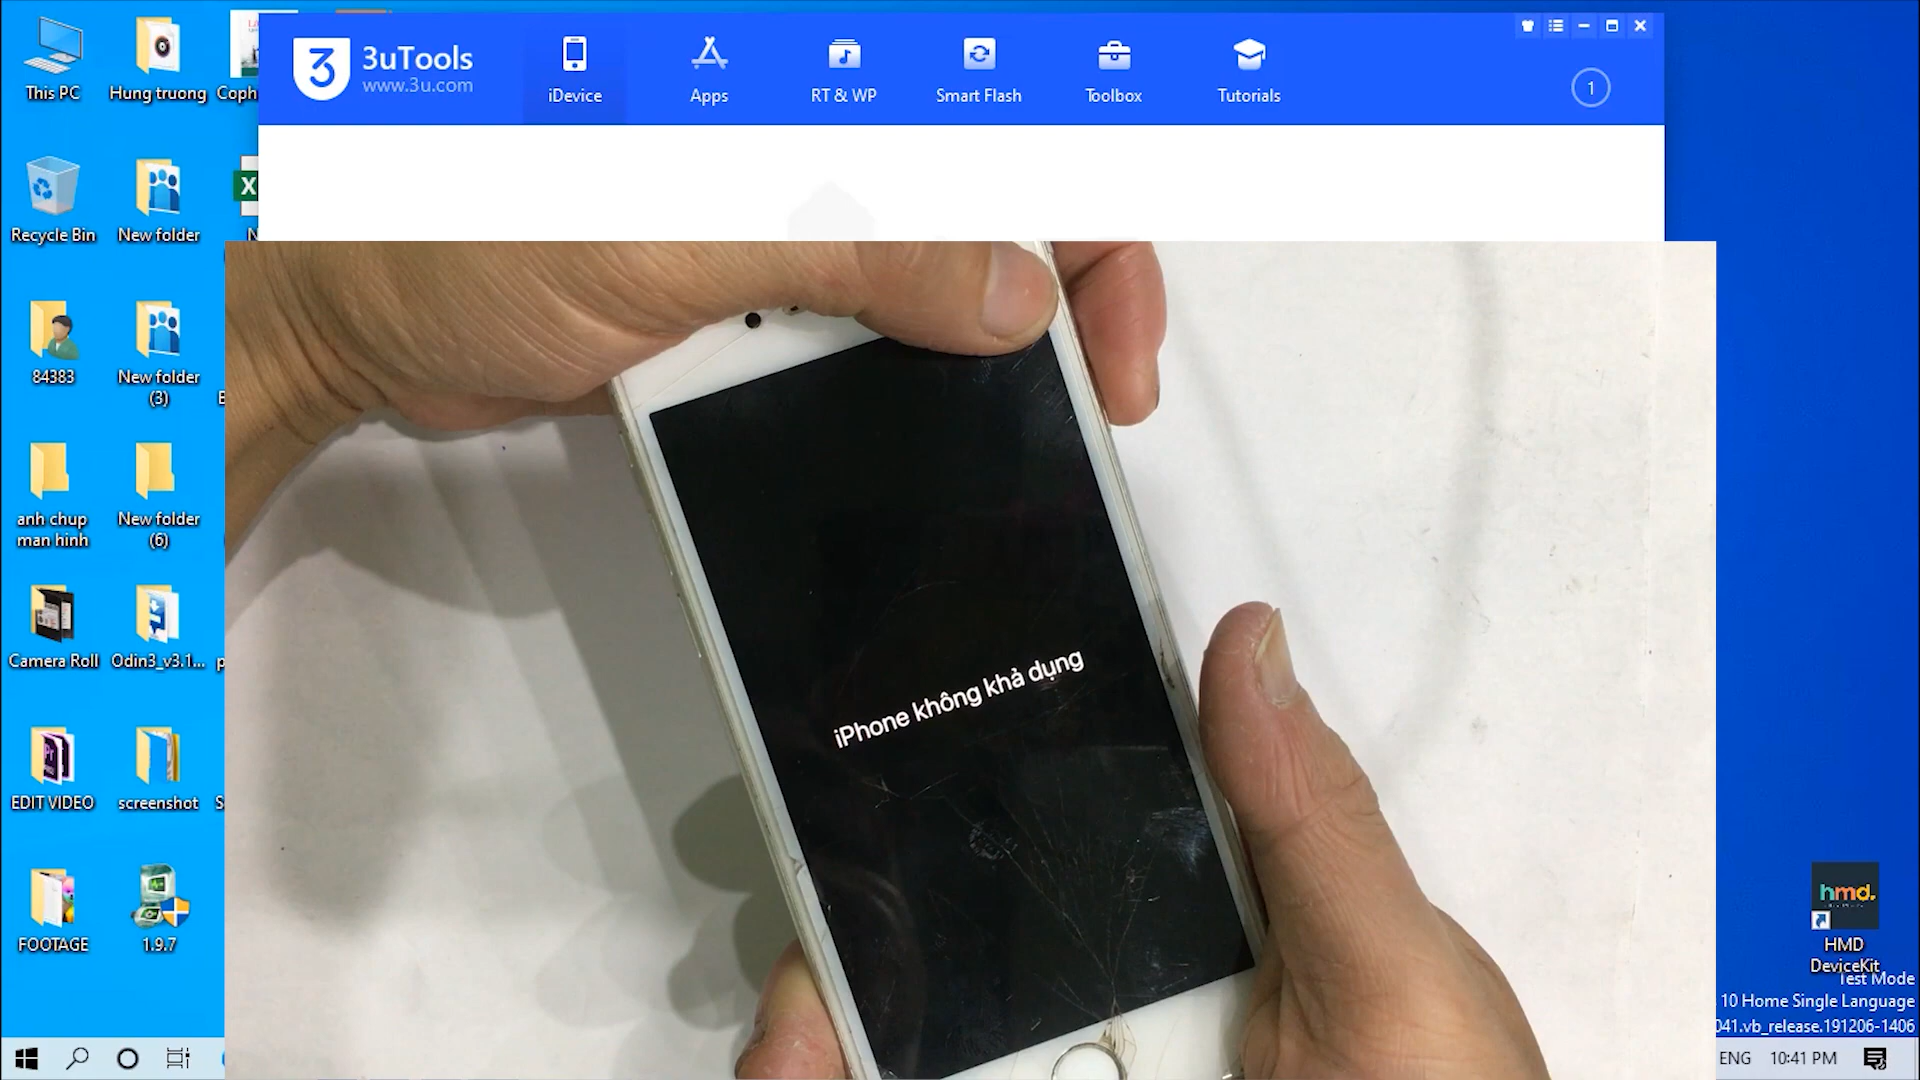 This PC
Hung truong
Coph
3
3uTools
www.3u.com
iDevice
Apps
RT & WP
Smart Flash
Toolbox
Tutorials
1
Recycle Bin
New folder
X
N
84383
New folder
(3)
anh chup
man hinh
New folder
(6)
Camera Roll
Odin3_v3.1...
p
Pr
EDIT VIDEO
screenshot
S
FOOTAGE
1.9.7
iPhone không khả dụng
hmd.
HMD
DeviceKit
Test Mode
10 Home Single Language
041.vb_release.191206-1406
ENG
10:41 PM